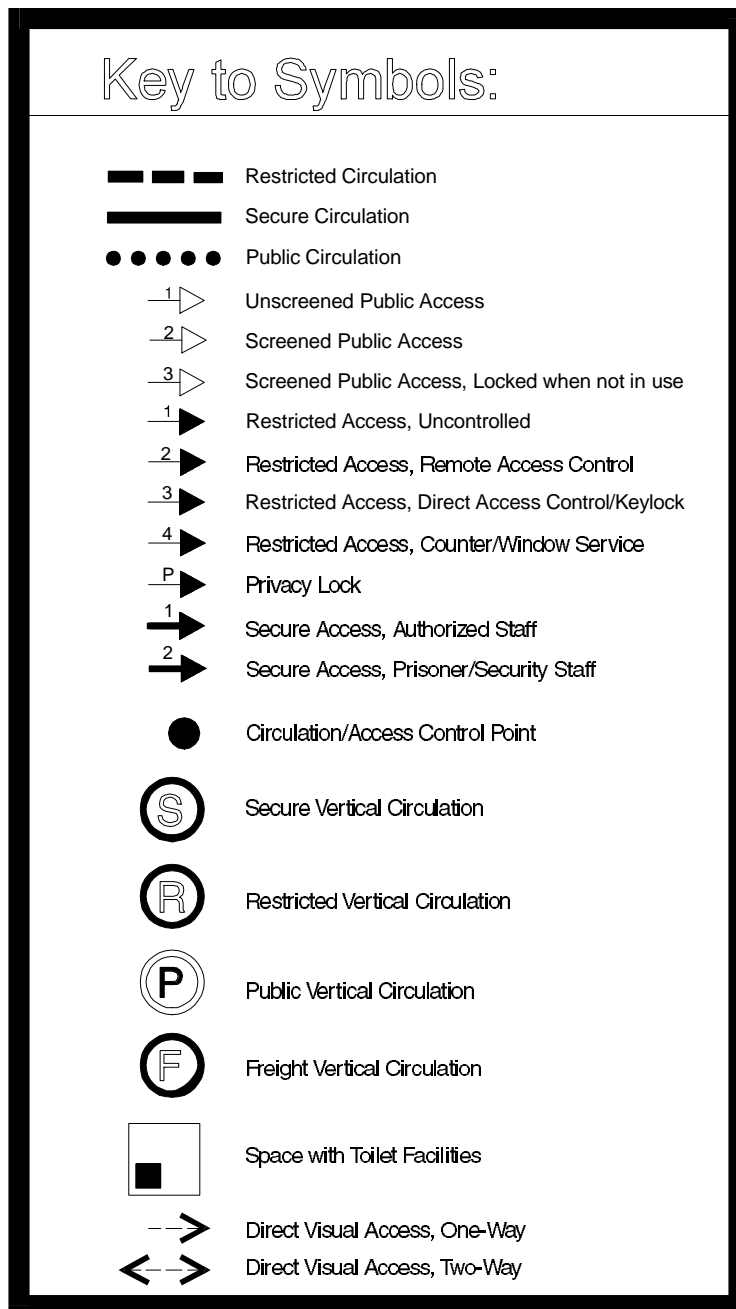 Key to Symbols:
Restricted Circulation
Secure Circulation
Public Circulation
1 Unscreened Public Access
2 Screened Public Access
3 Screened Public Access, Locked when not in use
1 Restricted Access, Uncontrolled
2 Restricted Access, Remote Access Control
3 Restricted Access, Direct Access Control/Keylock
4 Restricted Access, Counter/Window Service
P Privacy Lock
1 Secure Access, Authorized Staff
2 Secure Access, Prisoner/Security Staff
Circulation/Access Control Point
S Secure Vertical Circulation
R Restricted Vertical Circulation
P Public Vertical Circulation
F Freight Vertical Circulation
Space with Toilet Facilities
Direct Visual Access, One-Way
Direct Visual Access, Two-Way